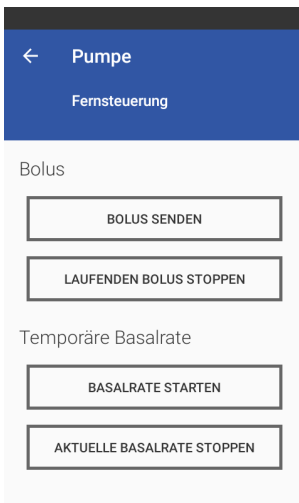 Pumpe
Fernsteuerung
Bolus
BOLUS SENDEN
LAUFENDEN BOLUS STOPPEN
Temporäre Basalrate
BASALRATE STARTEN
AKTUELLE BASALRATE STOPPEN